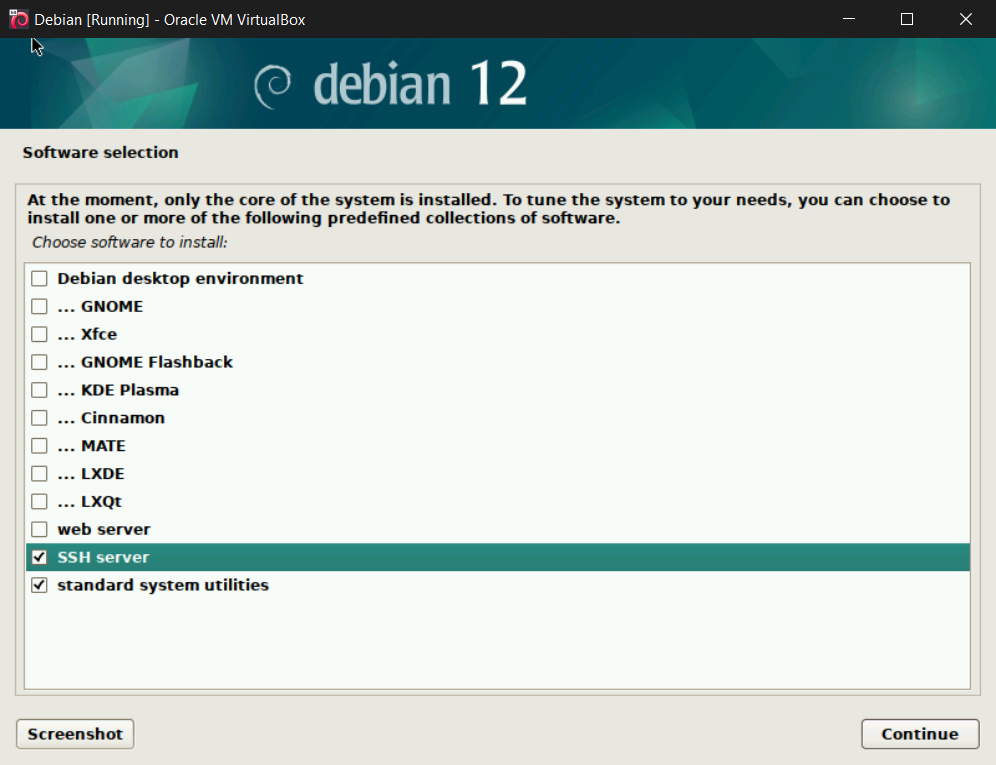 Debian [Running] - Oracle VM VirtualBox
debian 12
Software selection
At the moment, only the core of the system is installed. To tune the system to your needs, you can choose to
install one or more of the following predefined collections of software.
Choose software to install:
Debian desktop environment
... GNOME
... Xfce
... GNOME Flashback
... KDE Plasma
... Cinnamon
... MATE
... LXDE
... LXQt
web server
SSH server
standard system utilities
Screenshot
Continue